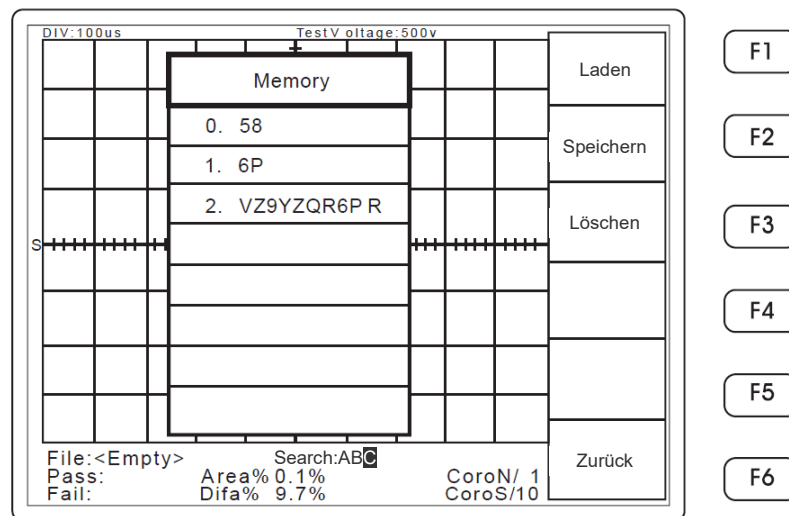 DIV:100us TestV oltage:500v
Memory
0. 58
1. 6P
2. VZ9YZQR6P R
S
File:<Empty> Search:ABC
Pass: Area% 0.1% CoroN/ 1
Fail: Difa% 9.7% CoroS/10
Laden
Speichern
Löschen
Zurück
F1
F2
F3
F4
F5
F6